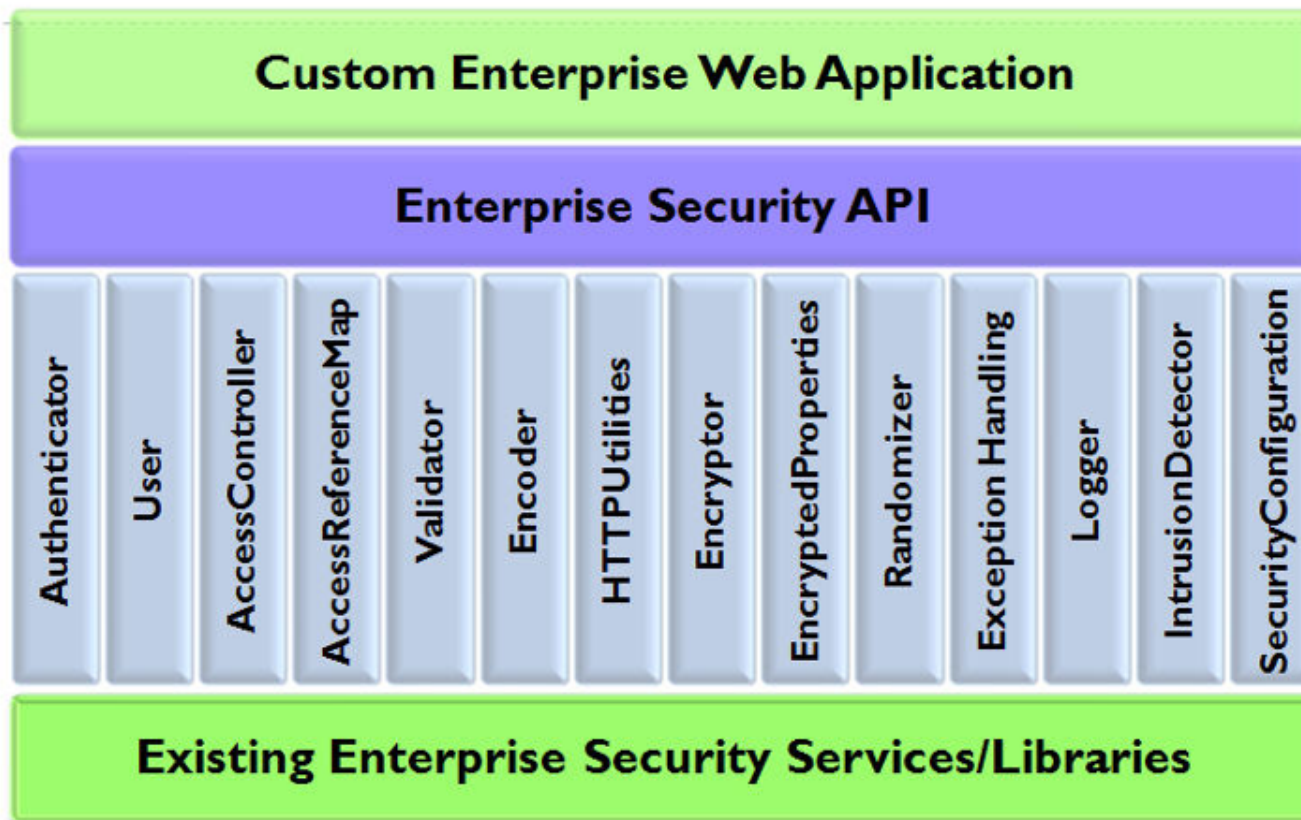 Custom Enterprise Web Application
Enterprise Security API
Authenticator
User
AccessController
AccessReferenceMap
Validator
Encoder
HTTPUtilities
Encryptor
EncryptedProperties
Randomizer
Exception Handling
Logger
IntrusionDetector
SecurityConfiguration
Existing Enterprise Security Services/Libraries